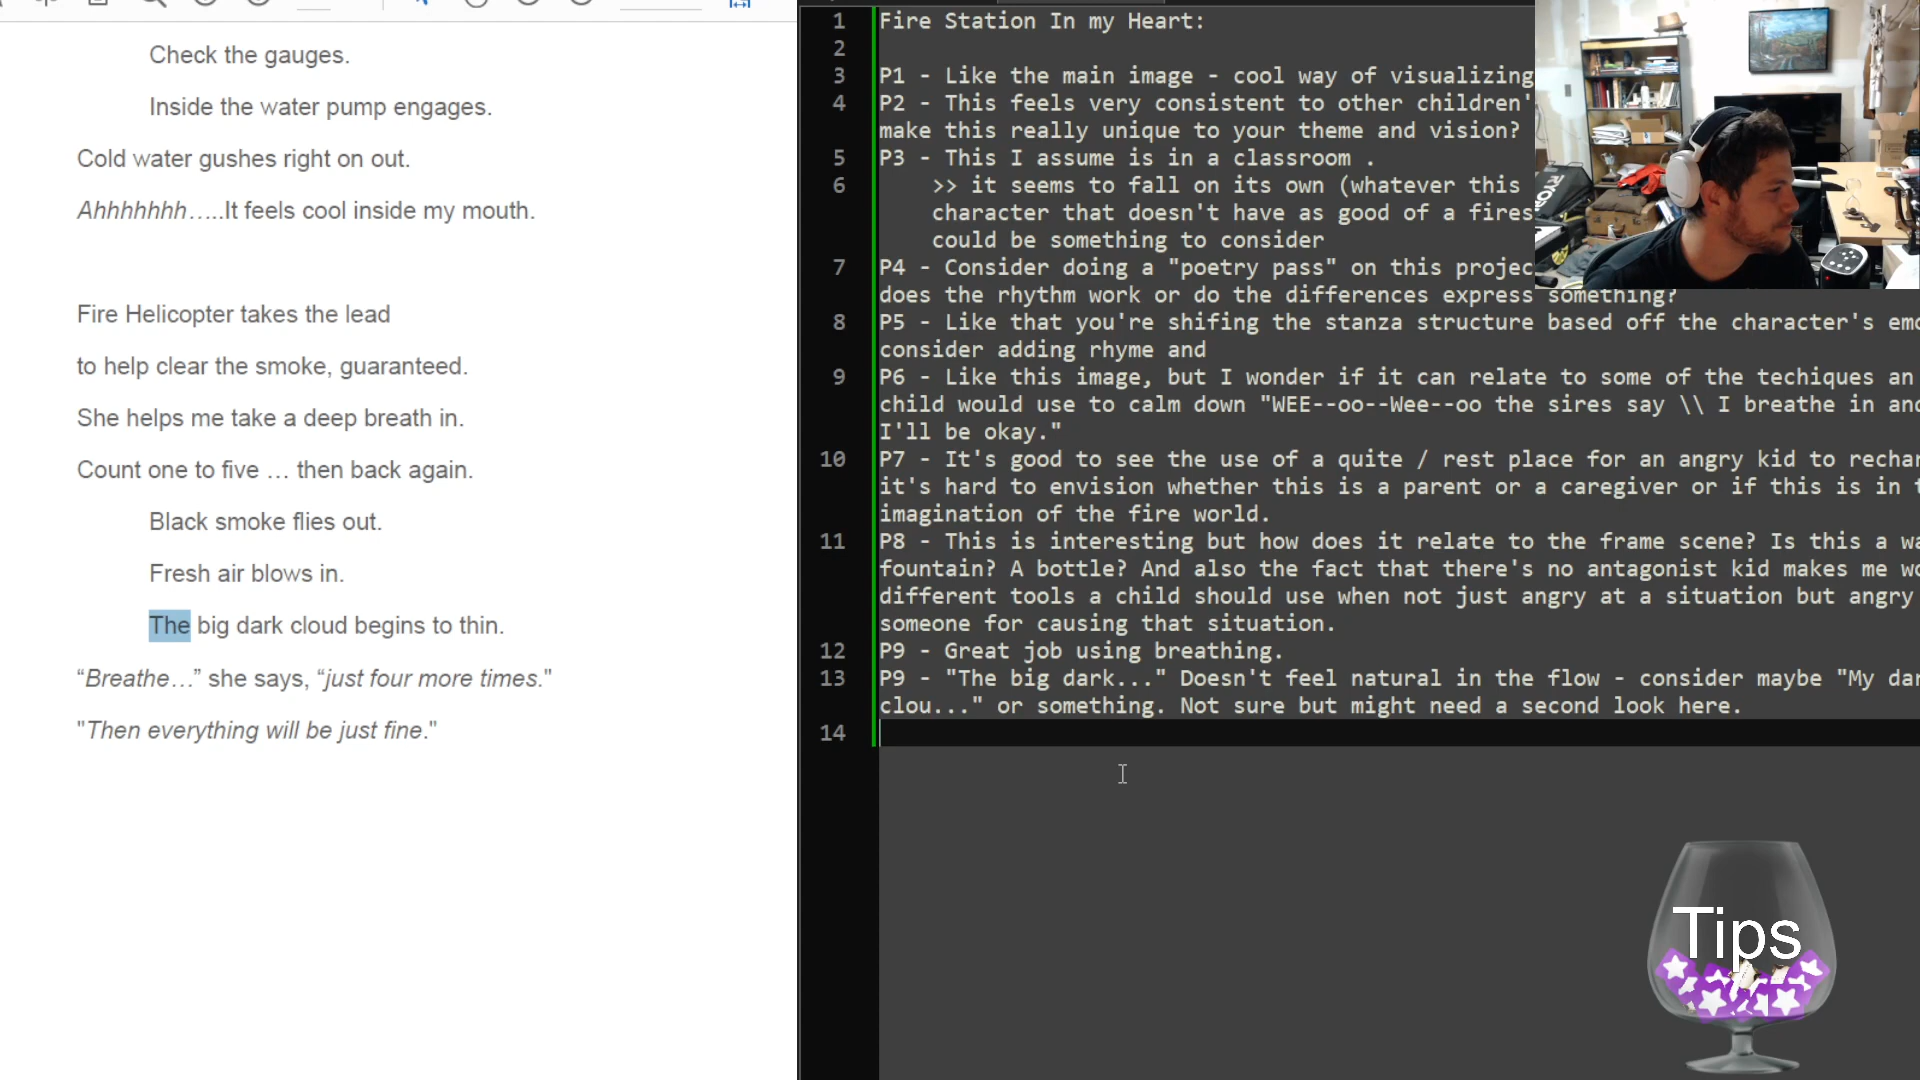 Check the gauges.
Inside the water pump engages.
Cold water gushes right on out.
Ahhhhhhh…..It feels cool inside my mouth.
Fire Helicopter takes the lead
to help clear the smoke, guaranteed.
She helps me take a deep breath in.
Count one to five … then back again.
Black smoke flies out.
Fresh air blows in.
The big dark cloud begins to thin.
“Breathe…” she says, “just four more times."
"Then everything will be just fine."
1 Fire Station In my Heart:
2
3 P1 - Like the main image - cool way of visualizing
4 P2 - This feels very consistent to other children'
make this really unique to your theme and vision?
5 P3 - This I assume is in a classroom .
6 >> it seems to fall on its own (whatever this
character that doesn't have as good of a fires
could be something to consider
7 P4 - Consider doing a "poetry pass" on this projec
does the rhythm work or do the differences express something?
8 P5 - Like that you're shifing the stanza structure based off the character's emo
consider adding rhyme and
9 P6 - Like this image, but I wonder if it can relate to some of the techiques an
child would use to calm down "WEE--oo--Wee--oo the sires say \\ I breathe in and
I'll be okay."
10 P7 - It's good to see the use of a quite / rest place for an angry kid to rechar
it's hard to envision whether this is a parent or a caregiver or if this is in t
imagination of the fire world.
11 P8 - This is interesting but how does it relate to the frame scene? Is this a wa
fountain? A bottle? And also the fact that there's no antagonist kid makes me wo
different tools a child should use when not just angry at a situation but angry
someone for causing that situation.
12 P9 - Great job using breathing.
13 P9 - "The big dark..." Doesn't feel natural in the flow - consider maybe "My dar
clou..." or something. Not sure but might need a second look here.
14
RYOBI
Tips